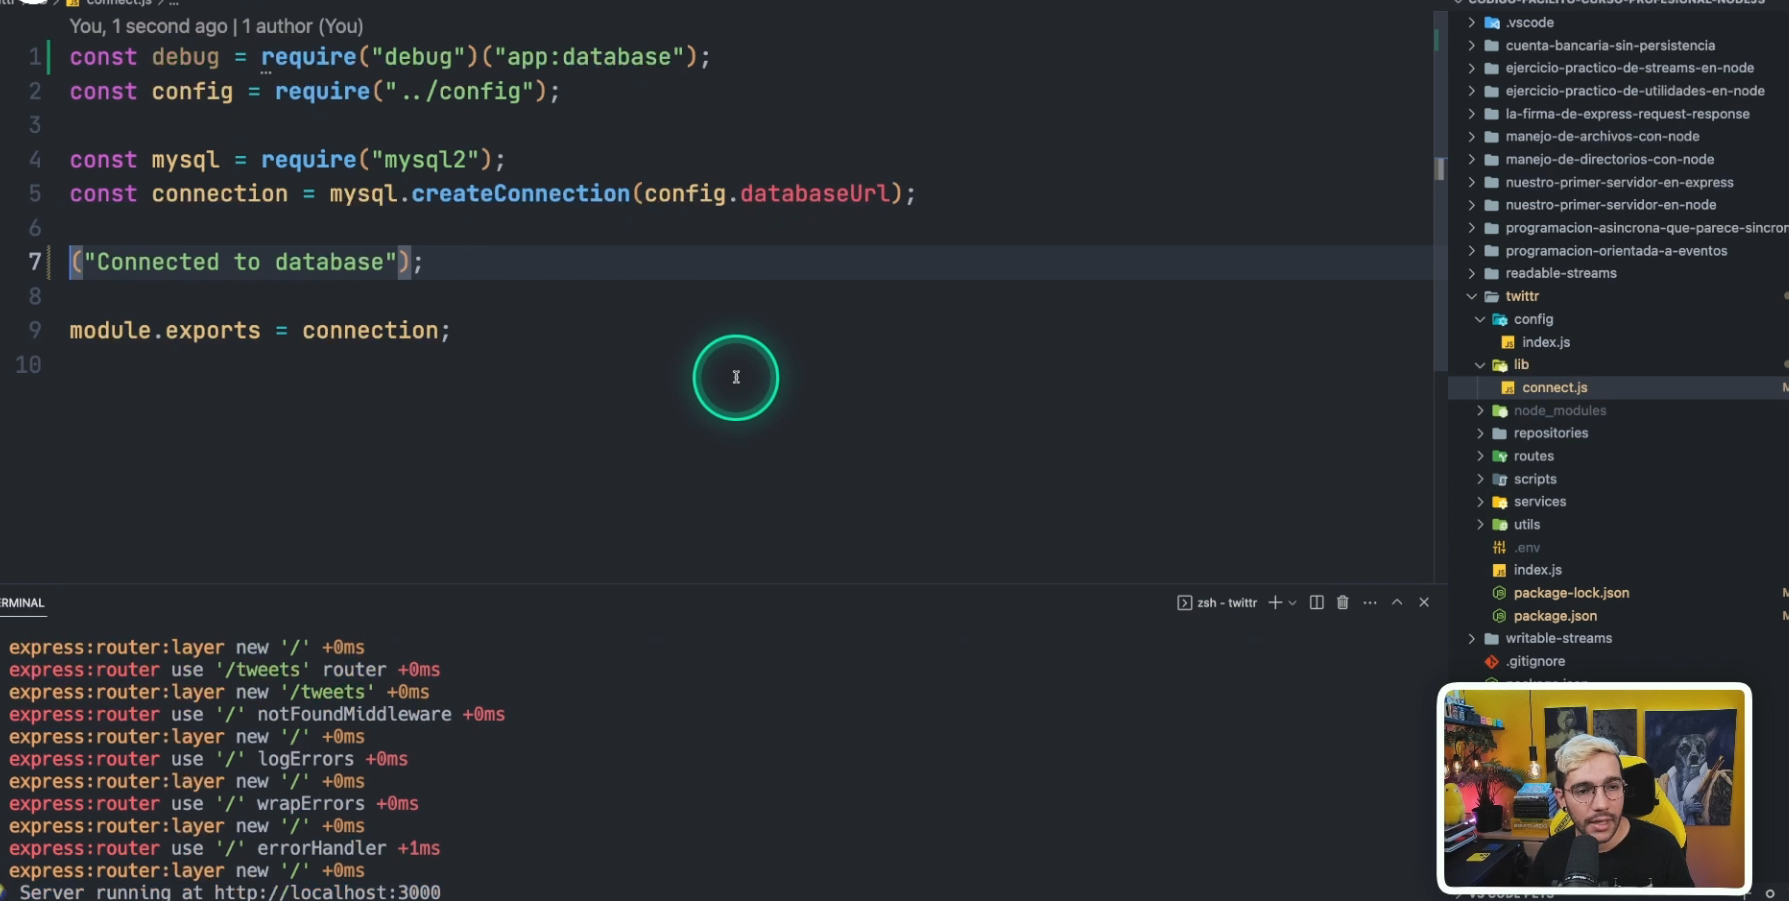 connect.js
...
You, 1 second ago | 1 author (You)
1 const debug = require("debug")("app:database");
2 const config = require("../config");
3
4 const mysql = require("mysql2");
5 const connection = mysql.createConnection(config.databaseUrl);
6
7 ("Connected to database");
8
9 module.exports = connection;
10
CODIGO-FACILITO-CURSO-PROFESIONAL-NODEJS
.vscode
cuenta-bancaria-sin-persistencia
ejercicio-practico-de-streams-en-node
ejercicio-practico-de-utilidades-en-node
la-firma-de-express-request-response
manejo-de-archivos-con-node
manejo-de-directorios-con-node
nuestro-primer-servidor-en-express
nuestro-primer-servidor-en-node
programacion-asincrona-que-parece-sincron
programacion-orientada-a-eventos
readable-streams
twittr
config
index.js
lib
connect.js
node_modules
repositories
routes
scripts
services
utils
.env
index.js
package-lock.json
package.json
writable-streams
.gitignore
ERMINAL
zsh - twittr
express:router:layer new '/' +0ms
express:router use '/tweets' router +0ms
express:router:layer new '/tweets' +0ms
express:router use '/' notFoundMiddleware +0ms
express:router:layer new '/' +0ms
express:router use '/' logErrors +0ms
express:router:layer new '/' +0ms
express:router use '/' wrapErrors +0ms
express:router:layer new '/' +0ms
express:router use '/' errorHandler +1ms
express:router:layer new '/' +0ms
Server running at http://localhost:3000